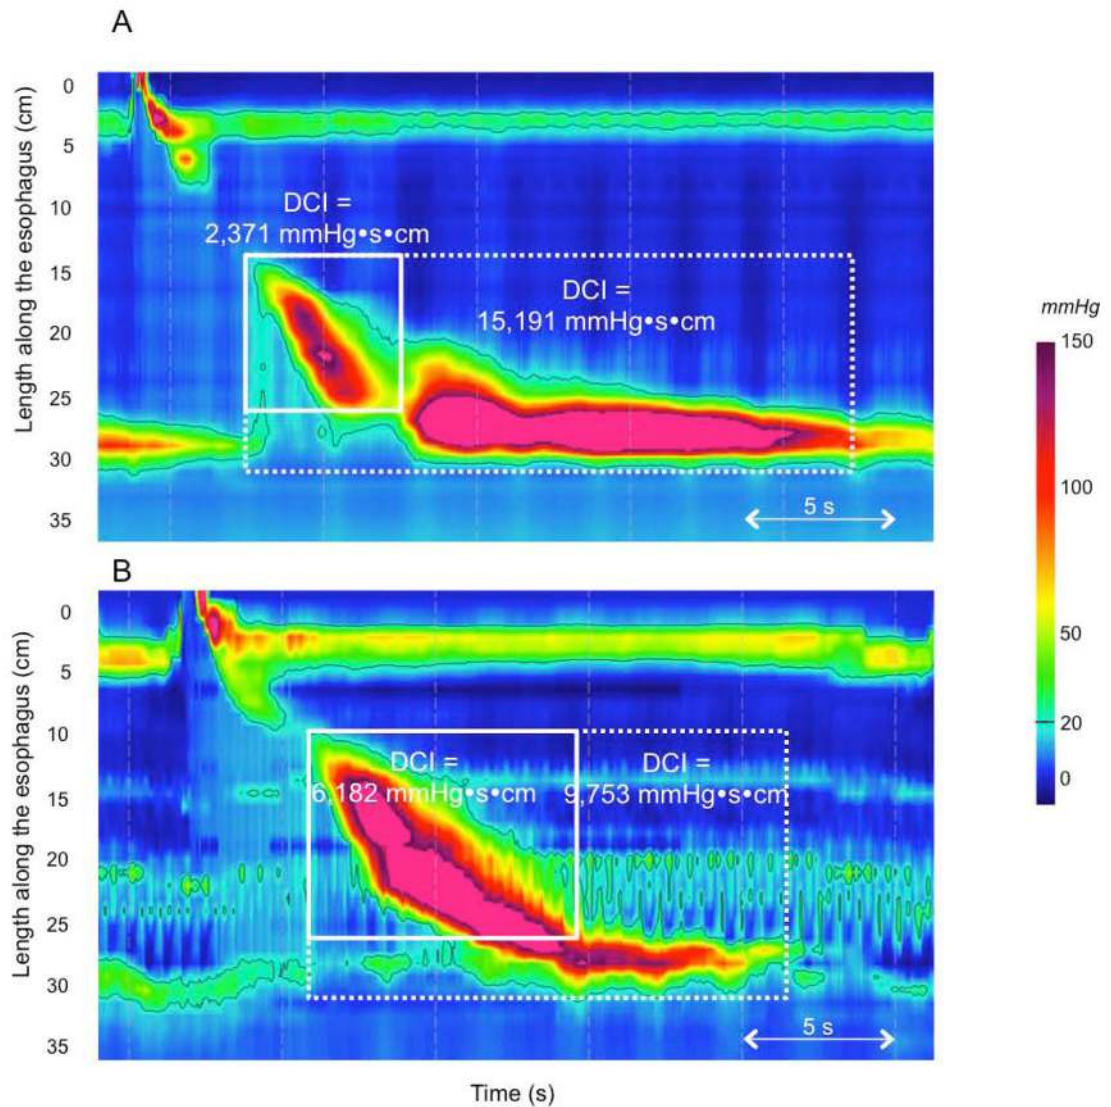 A
Length along the esophagus (cm)
0
5
10
15
20
25
30
35
DCI =
2,371 mmHg•s•cm
DCI =
15,191 mmHg•s•cm
5 s
mmHg
150
100
50
20
0
B
Length along the esophagus (cm)
0
5
10
15
20
25
30
35
DCI =
6,182 mmHg•s•cm
DCI =
9,753 mmHg•s•cm
5 s
Time (s)